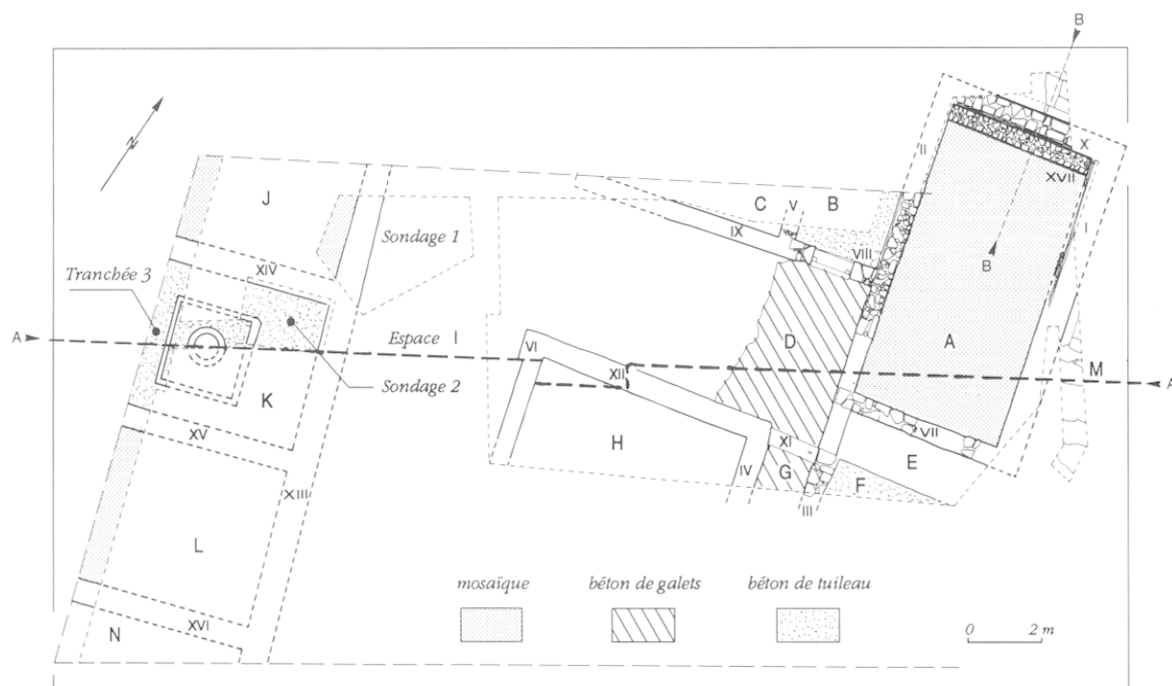 B
N
II
X
XVII
J
C
V
B
I
Sondage 1
IX
VIII
B
Tranchée 3
XIV
A
Espace I
D
A
VI
M
A
Sondage 2
XII
K
XV
H
XI
VII
E
IV
G
F
XIII
III
L
mosaïque
béton de galets
béton de tuileau
N
XVI
0 2 m